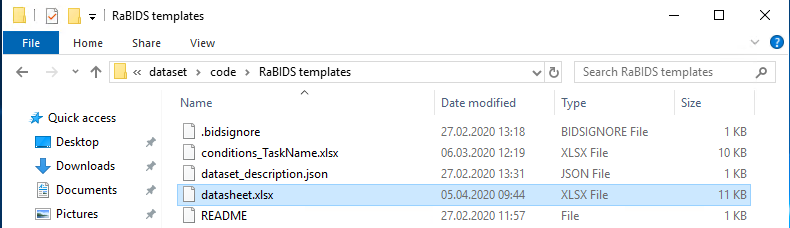 RaBIDS templates
File Home Share View
« dataset › code › RaBIDS templates Search RaBIDS templates
Name Date modified Type Size
Quick access
.bidsignore 27.02.2020 13:18 BIDSIGNORE File 1 KB
Desktop
conditions_TaskName.xlsx 06.03.2020 12:19 XLSX File 10 KB
Downloads
dataset_description.json 27.02.2020 13:31 JSON File 1 KB
Documents
datasheet.xlsx 05.04.2020 09:44 XLSX File 11 KB
Pictures
README 27.02.2020 11:57 File 1 KB